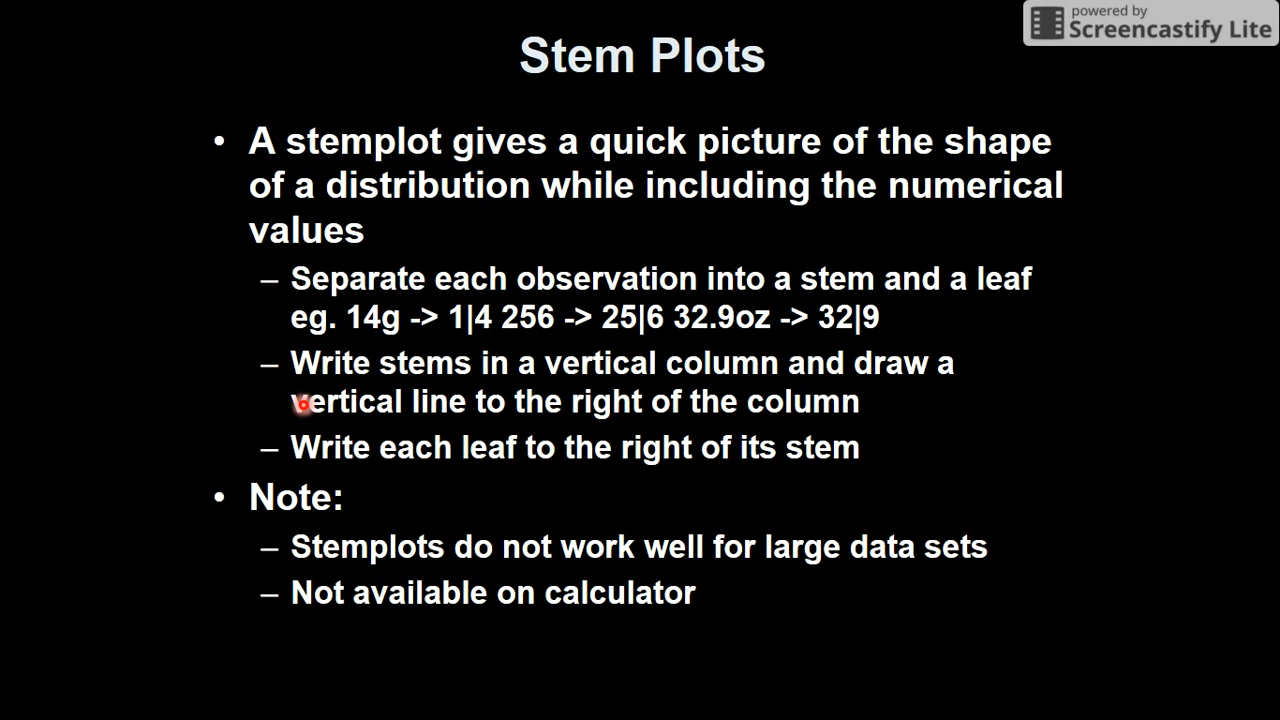 powered by
Screencastify Lite
Stem Plots
• A stemplot gives a quick picture of the shape
of a distribution while including the numerical
values
– Separate each observation into a stem and a leaf
eg. 14g -> 1|4 256 -> 25|6 32.9oz -> 32|9
– Write stems in a vertical column and draw a
vertical line to the right of the column
– Write each leaf to the right of its stem
• Note:
– Stemplots do not work well for large data sets
– Not available on calculator